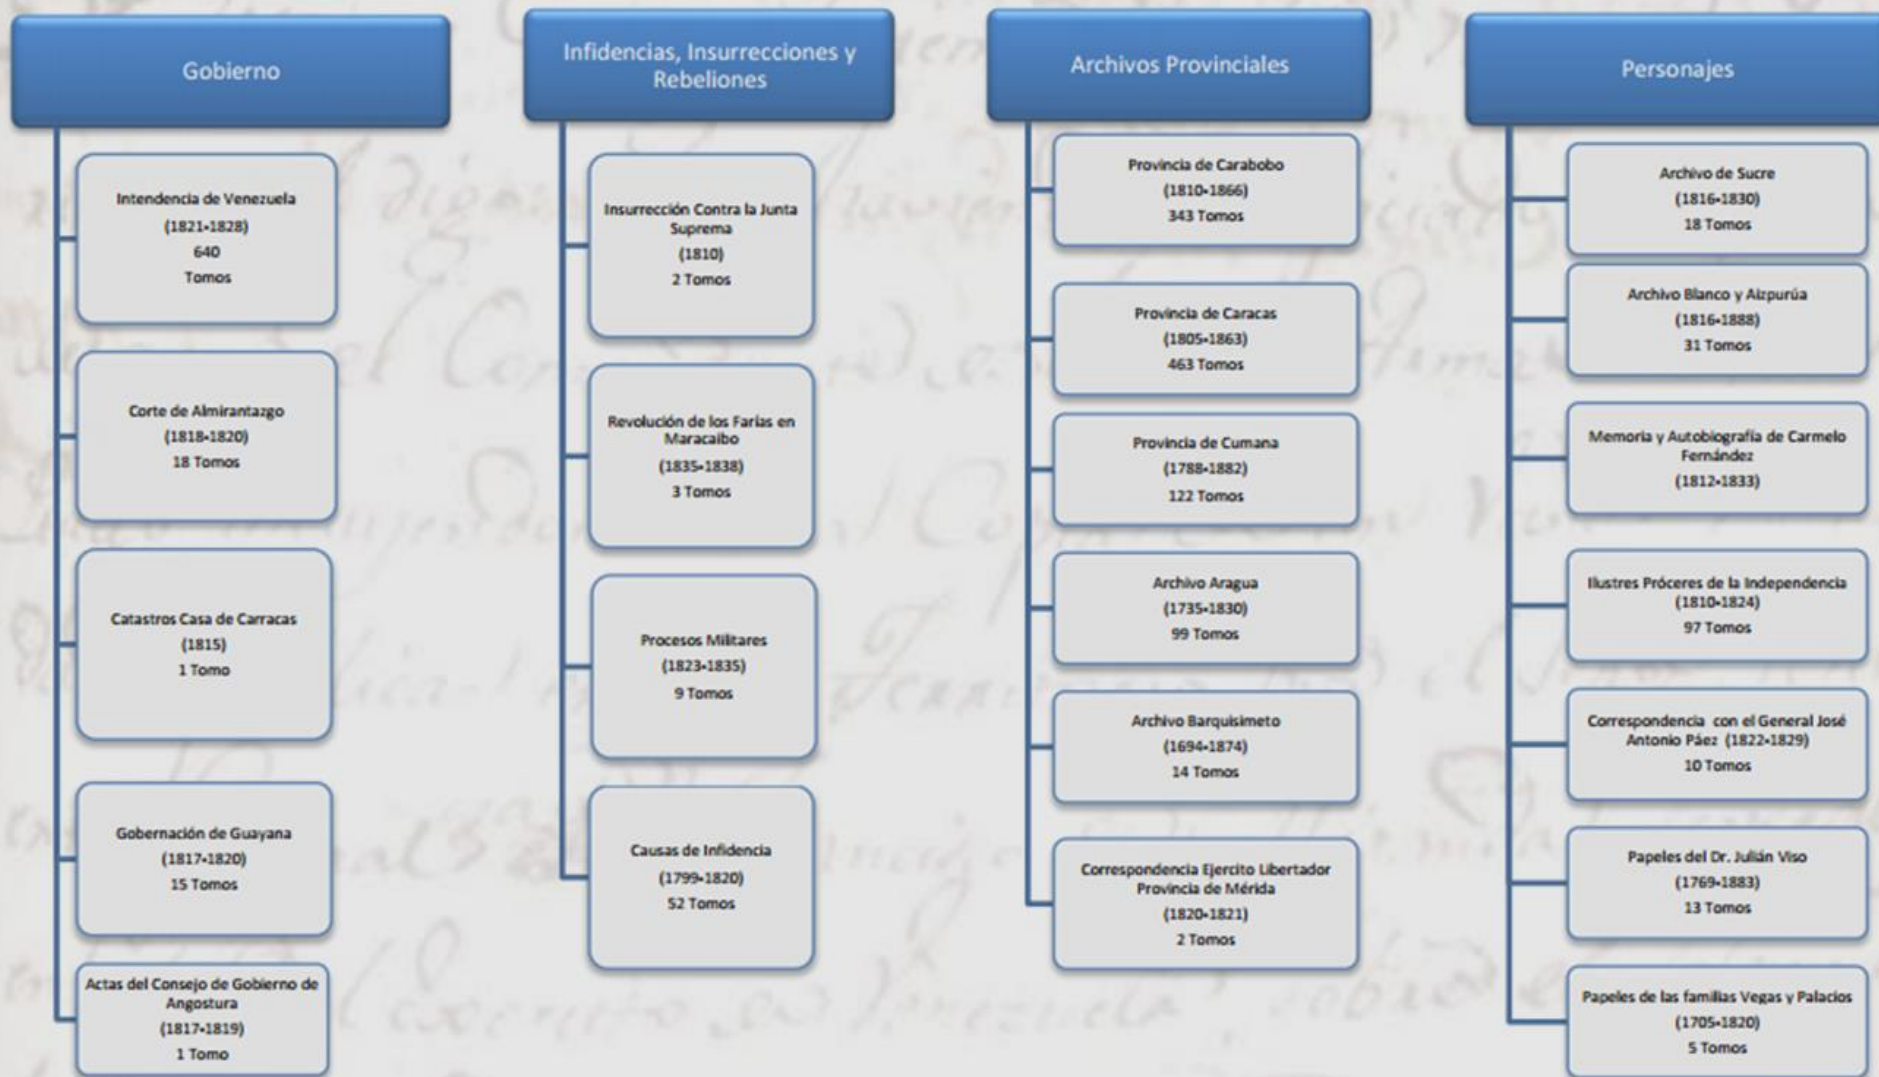 Gobierno
Intendencia de Venezuela
(1821-1828)
640
Tomos
Corte de Almirantazgo
(1818-1820)
18 Tomos
Catastros Casa de Carracas
(1815)
1 Tomo
Gobernación de Guayana
(1817-1820)
15 Tomos
Actas del Consejo de Gobierno de
Angostura
(1817-1819)
1 Tomo
Infidencias, Insurrecciones y
Rebeliones
Insurrección Contra la Junta
Suprema
(1810)
2 Tomos
Revolución de los Farías en
Maracaibo
(1835-1838)
3 Tomos
Procesos Militares
(1823-1835)
9 Tomos
Causas de Infidencia
(1799-1820)
52 Tomos
Archivos Provinciales
Provincia de Carabobo
(1810-1866)
343 Tomos
Provincia de Caracas
(1805-1863)
463 Tomos
Provincia de Cumana
(1788-1882)
122 Tomos
Archivo Aragua
(1735-1830)
99 Tomos
Archivo Barquisimeto
(1694-1874)
14 Tomos
Correspondencia Ejercito Libertador
Provincia de Mérida
(1820-1821)
2 Tomos
Personajes
Archivo de Sucre
(1816-1830)
18 Tomos
Archivo Blanco y Aizpurúa
(1816-1888)
31 Tomos
Memoria y Autobiografía de Carmelo
Fernández
(1812-1833)
Ilustres Próceres de la Independencia
(1810-1824)
97 Tomos
Correspondencia con el General José
Antonio Páez (1822-1829)
10 Tomos
Papeles del Dr. Julián Viso
(1769-1883)
13 Tomos
Papeles de las familias Vegas y Palacios
(1705-1820)
5 Tomos